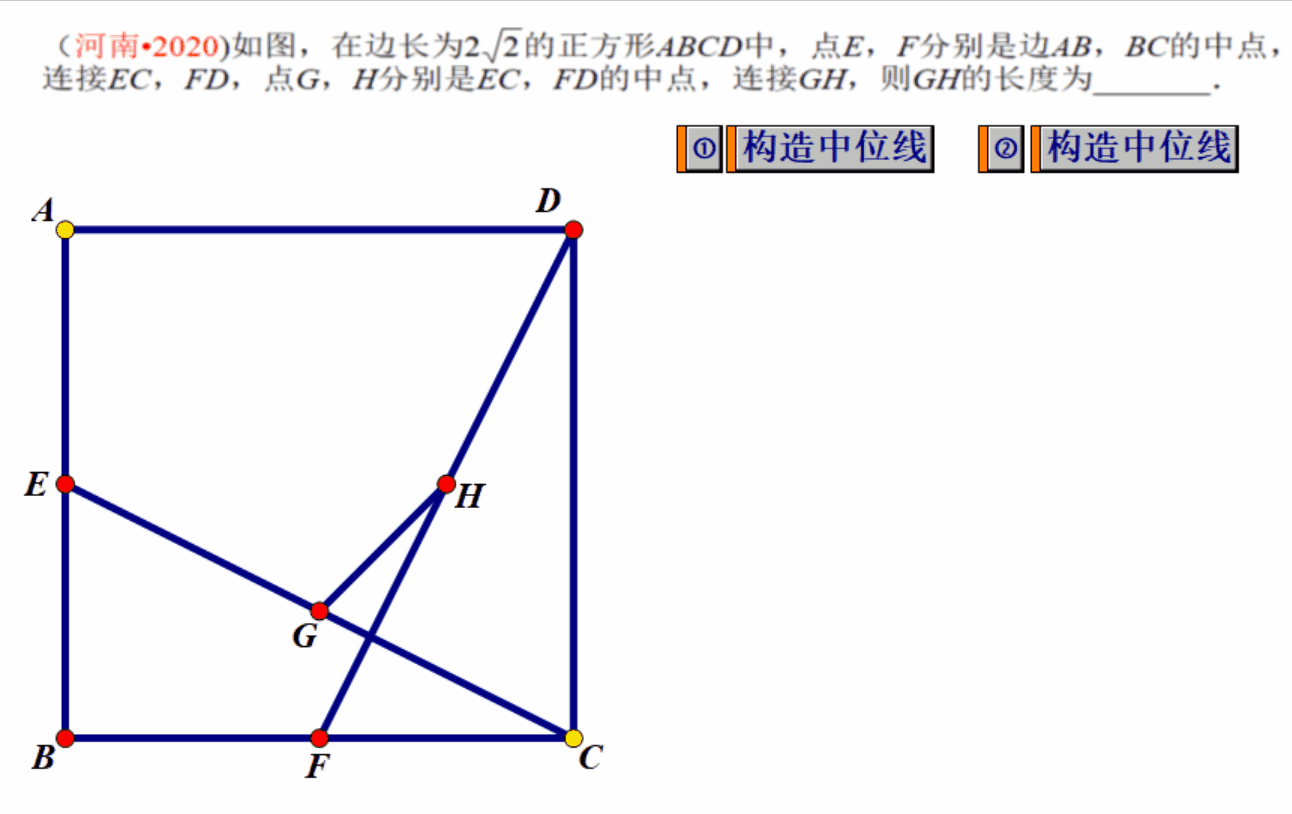 (河南•2020)如图，在边长为2√2的正方形ABCD中，点E，F分别是边AB，BC的中点，
连接EC，FD，点G，H分别是EC，FD的中点，连接GH，则GH的长度为________．
① 构造中位线 ② 构造中位线
A D
E H
G
B F C